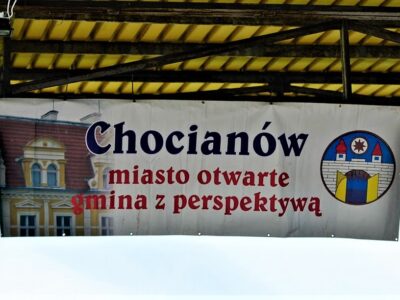 Chocianów
miasto otwarte
gmina z perspektywą